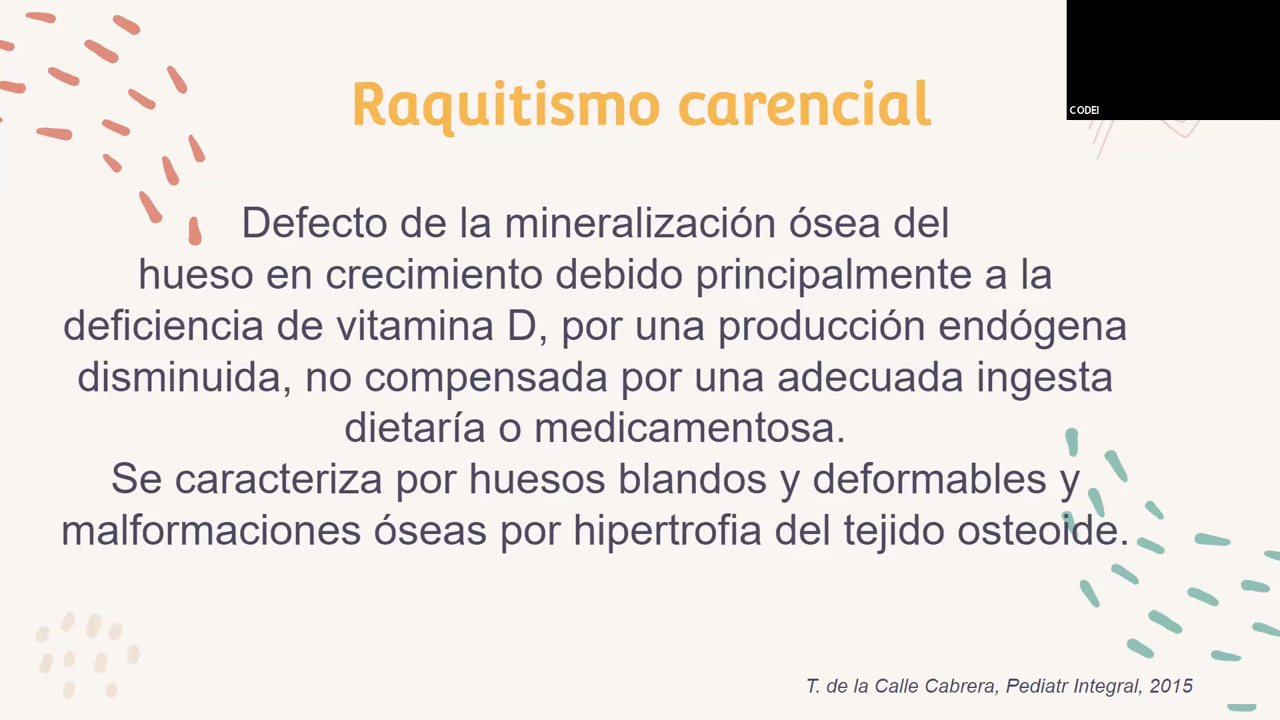 CODEI
Raquitismo carencial
Defecto de la mineralización ósea del
hueso en crecimiento debido principalmente a la
deficiencia de vitamina D, por una producción endógena
disminuida, no compensada por una adecuada ingesta
dietaría o medicamentosa.
Se caracteriza por huesos blandos y deformables y
malformaciones óseas por hipertrofia del tejido osteoide.
T. de la Calle Cabrera, Pediatr Integral, 2015